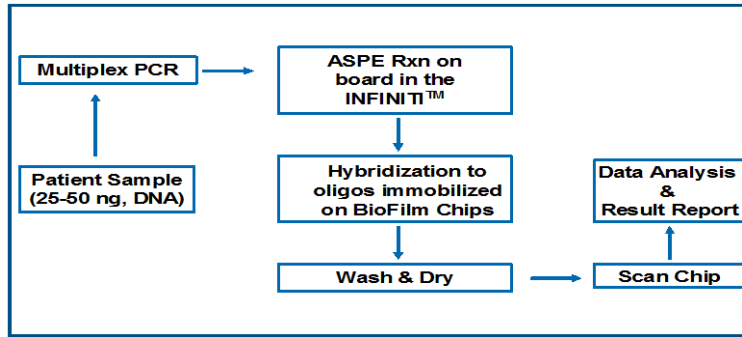 Multiplex PCR
ASPE Rxn on
board in the
INFINITI™
Patient Sample
(25-50 ng, DNA)
Hybridization to
oligos immobilized
on BioFilm Chips
Data Analysis
&
Result Report
Wash & Dry
Scan Chip